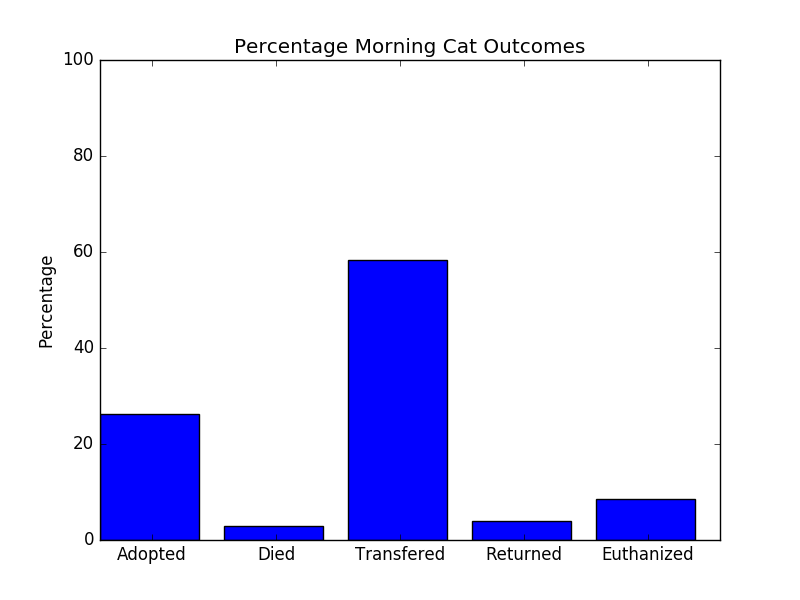 Percentage Morning Cat Outcomes
100
80
60
40
20
0
Percentage
Adopted Died Transfered Returned Euthanized